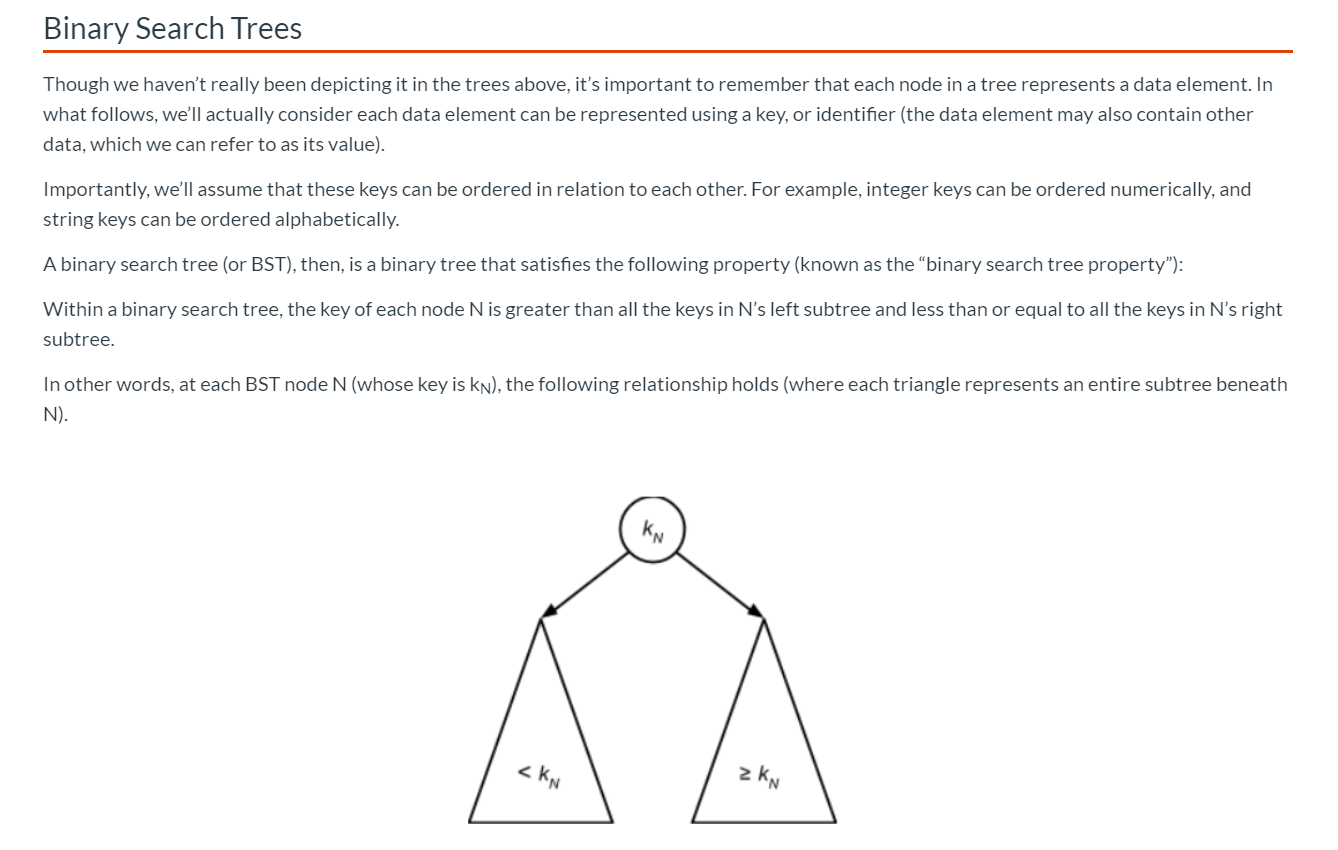 Binary Search Trees
Though we haven’t really been depicting it in the trees above, it’s important to remember that each node in a tree represents a data element. In
what follows, we’ll actually consider each data element can be represented using a key, or identifier (the data element may also contain other
data, which we can refer to as its value).
Importantly, we’ll assume that these keys can be ordered in relation to each other. For example, integer keys can be ordered numerically, and
string keys can be ordered alphabetically.
A binary search tree (or BST), then, is a binary tree that satisfies the following property (known as the “binary search tree property”):
Within a binary search tree, the key of each node N is greater than all the keys in N’s left subtree and less than or equal to all the keys in N’s right
subtree.
In other words, at each BST node N (whose key is kN), the following relationship holds (where each triangle represents an entire subtree beneath
N).
kN
< kN
≥ kN